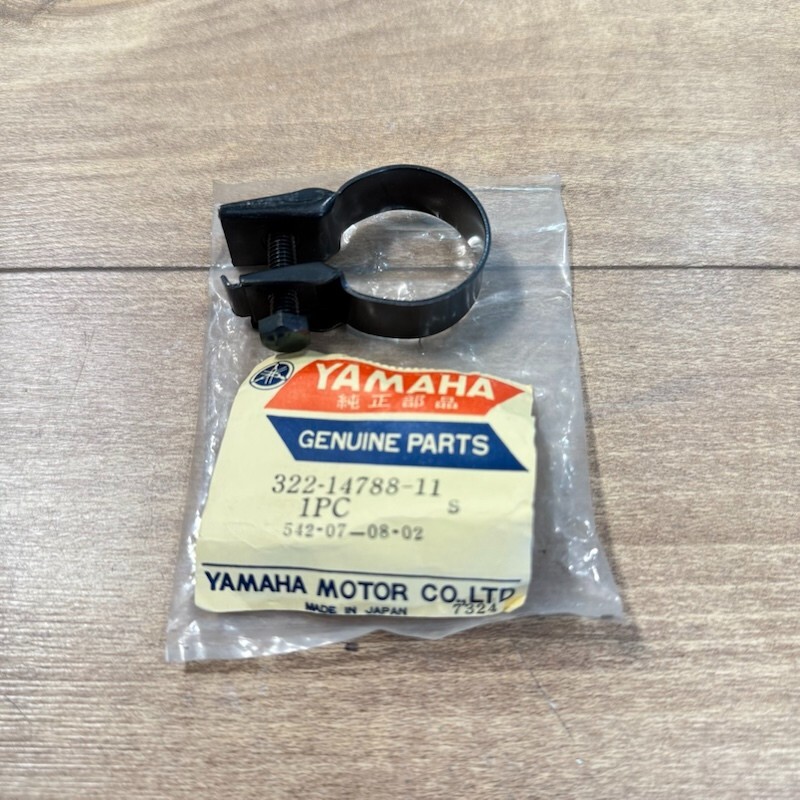 YAMAHA
純正部品
GENUINE PARTS
322-14788-11
1PC S
542-07-08-02
YAMAHA MOTOR CO.,LTD
MADE IN JAPAN 7324